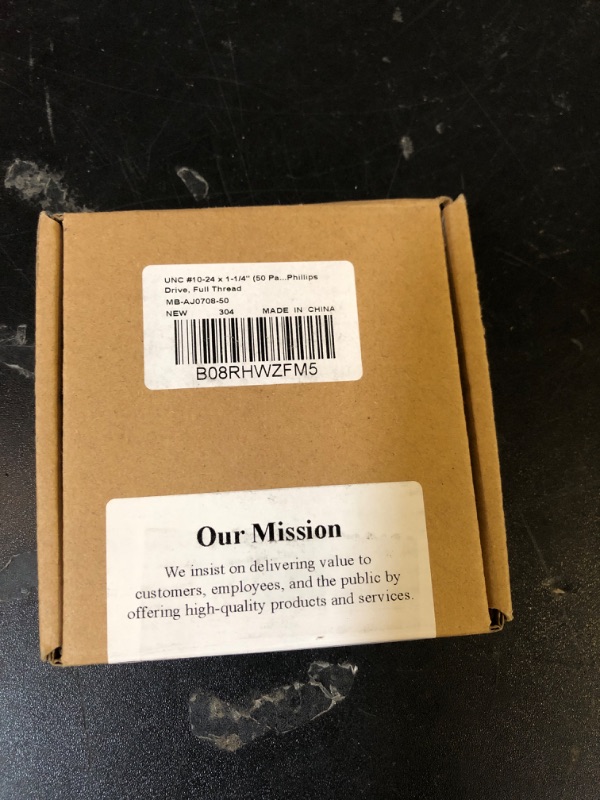 UNC #10-24 x 1-1/4" (50 Pa...Phillips
Drive, Full Thread
MB-AJ0708-50
NEW 304 MADE IN CHINA
B08RHWZFM5
Our Mission
We insist on delivering value to
customers, employees, and the public by
offering high-quality products and services.